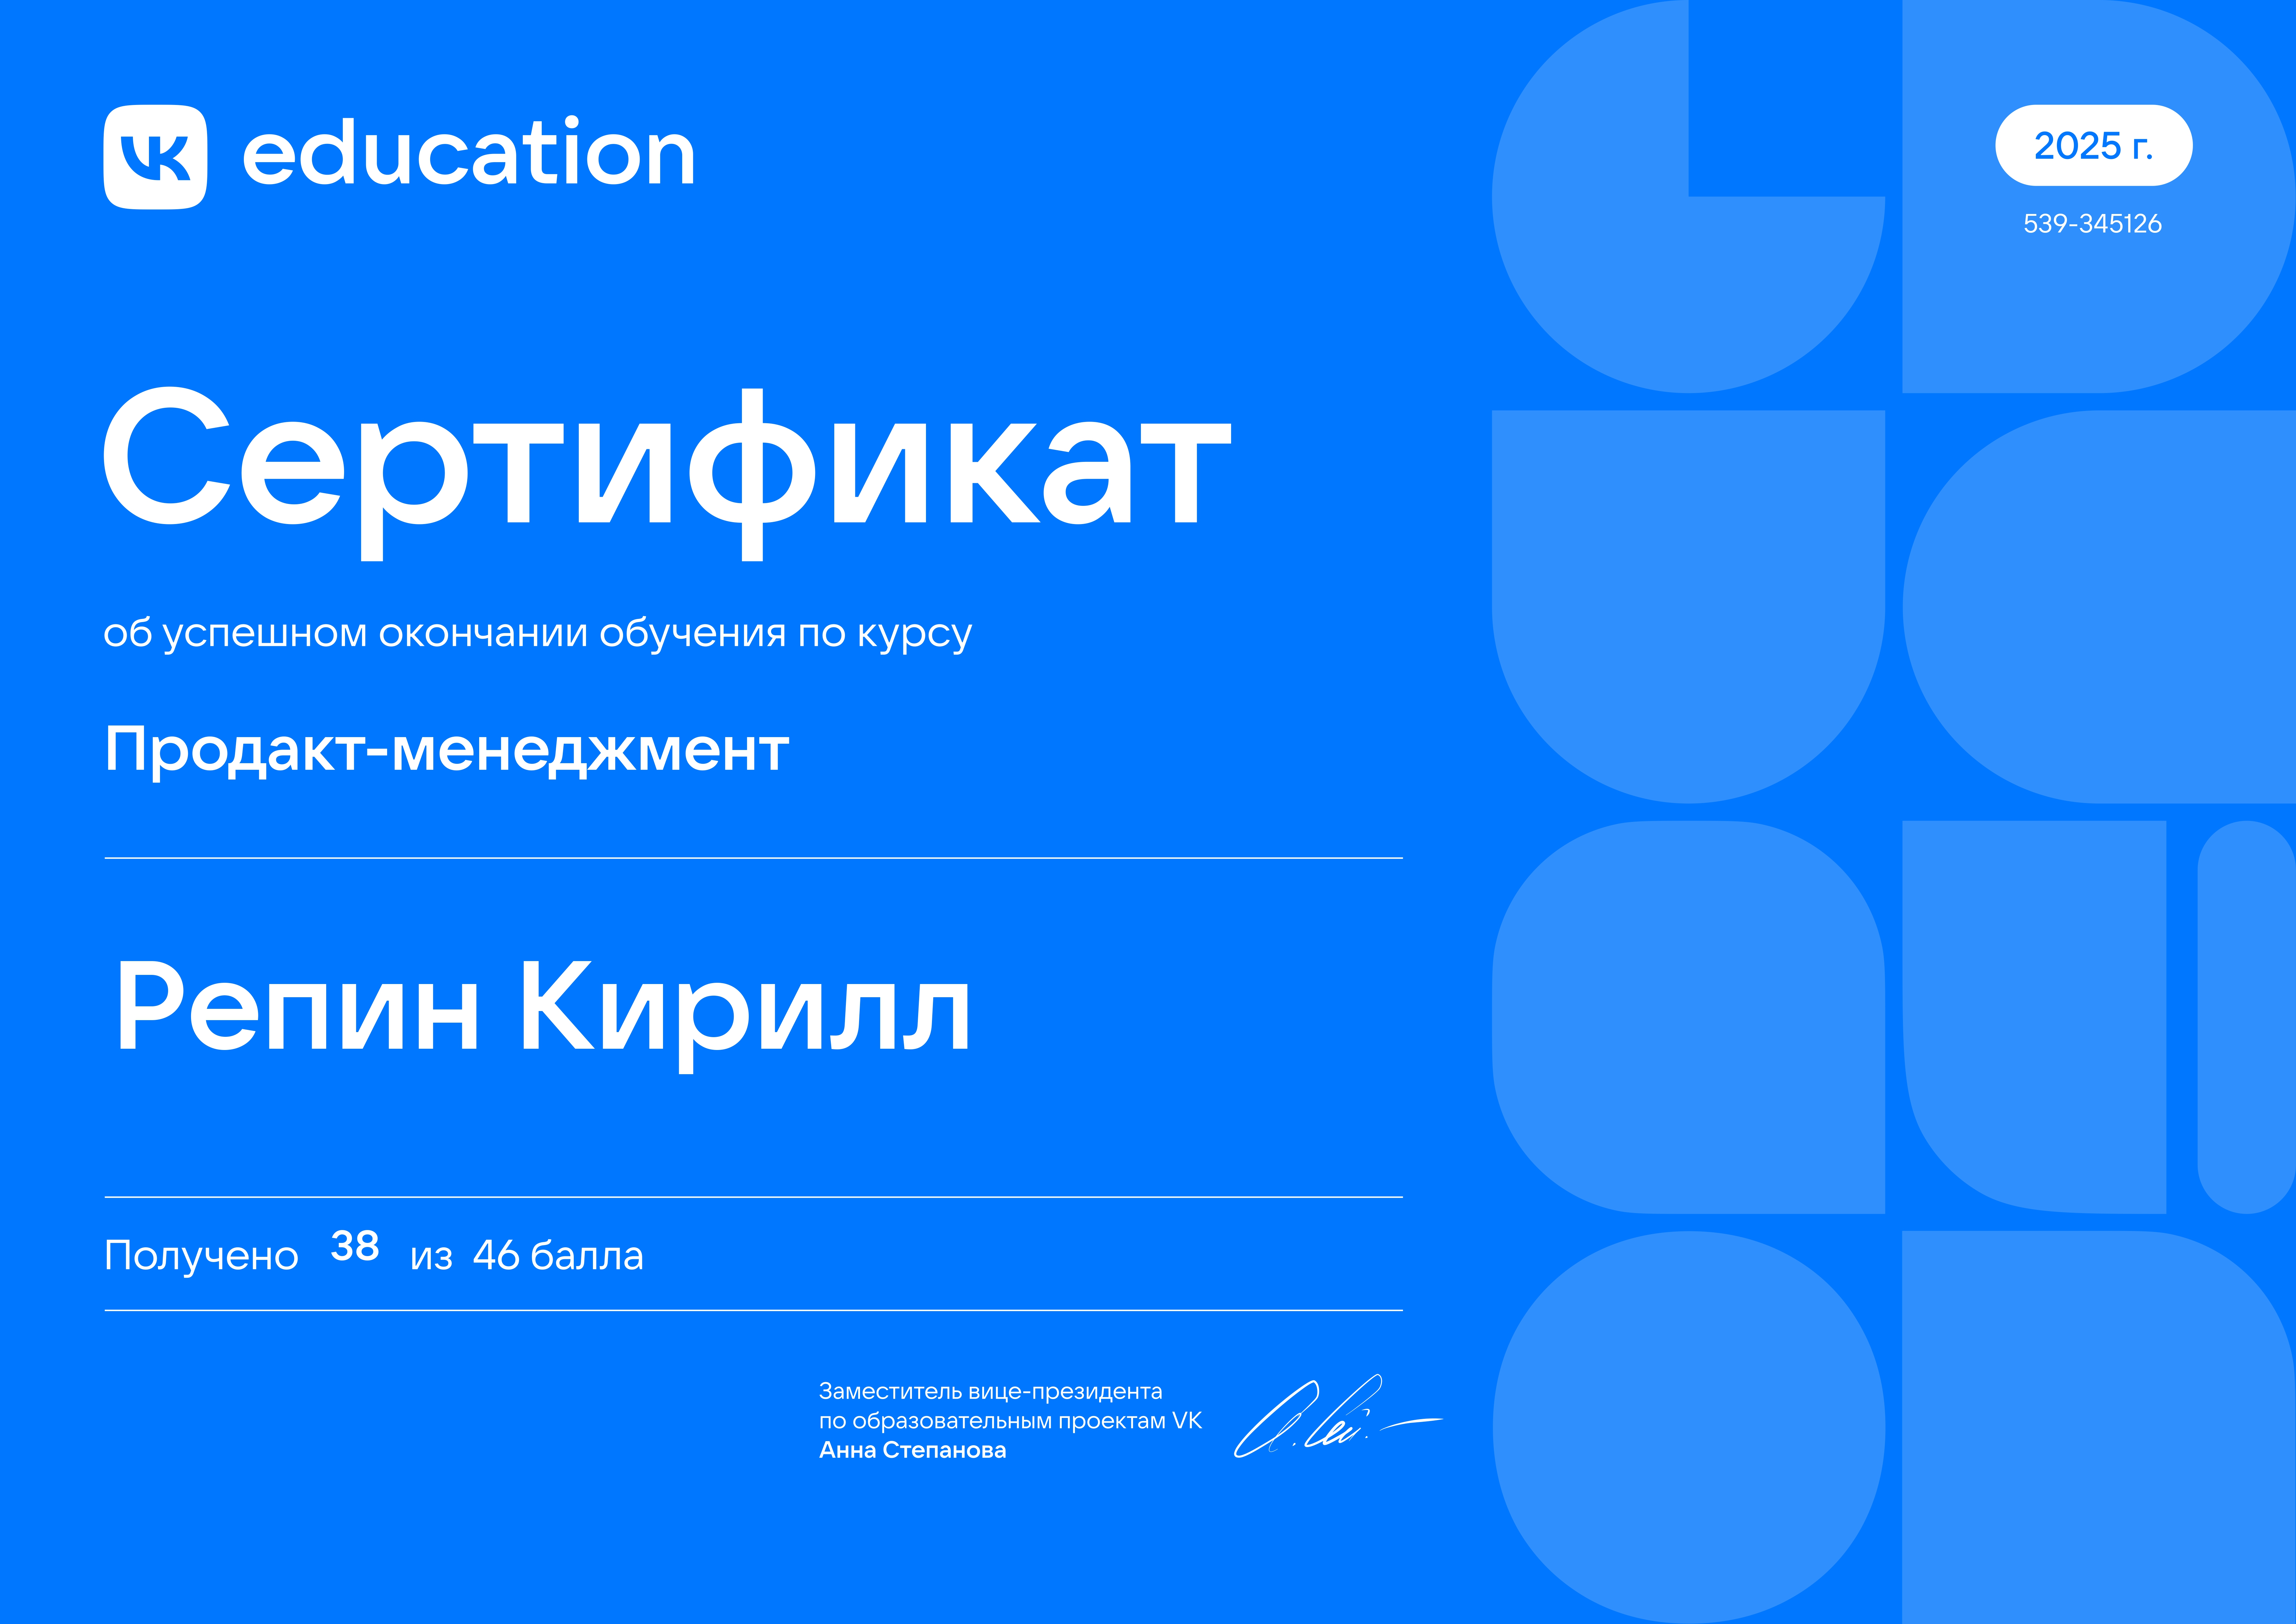 VK education
2025 г.
539-345126
Сертификат
об успешном окончании обучения по курсу
Продакт-менеджмент
Репин Кирилл
Получено 38 из 46 балла
Заместитель вице-президента
по образовательным проектам VK
Анна Степанова